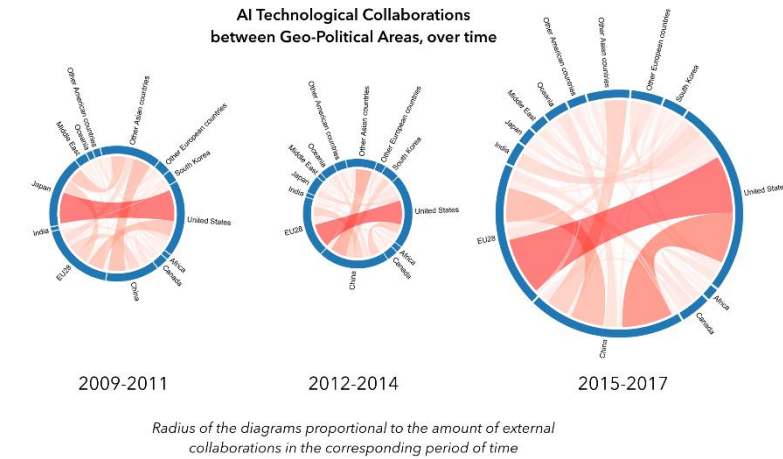 AI Technological Collaborations
between Geo-Political Areas, over time
Other American countries
Oceania
Middle East
Japan
India
EU28
China
Canada
Africa
United States
South Korea
Other European countries
Other Asian countries
2009-2011
Other American countries
Oceania
Middle East
Japan
India
EU28
China
Canada
Africa
United States
South Korea
Other European countries
Other Asian countries
2012-2014
Other American countries
Oceania
Middle East
Japan
India
EU28
China
Canada
Africa
United States
South Korea
Other European countries
Other Asian countries
2015-2017
Radius of the diagrams proportional to the amount of external
collaborations in the corresponding period of time